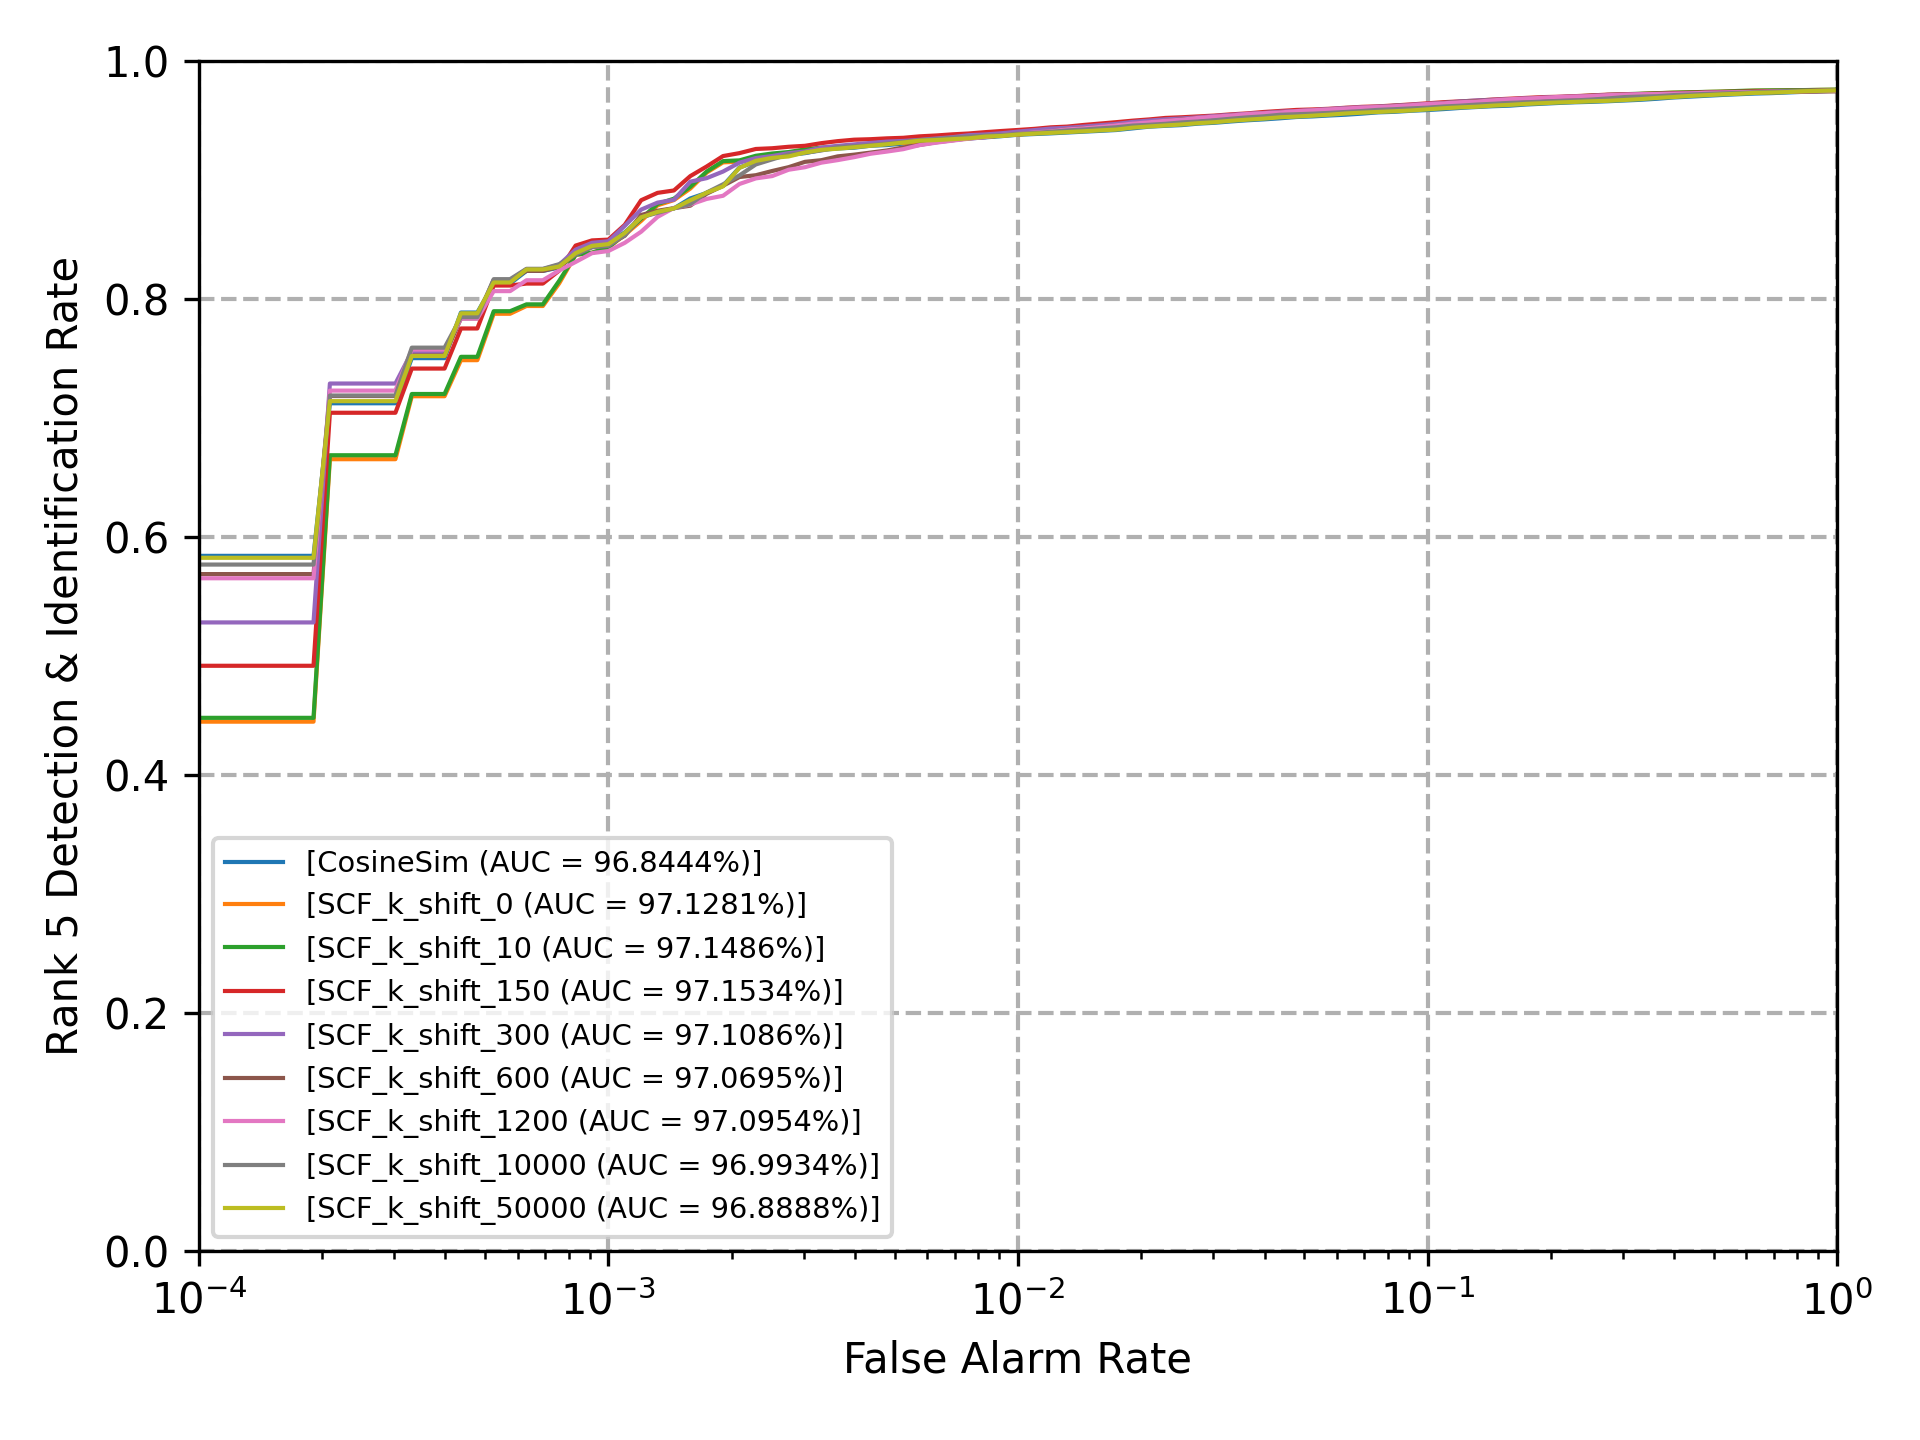 1.0
0.8
0.6
0.4
0.2
0.0
Rank 5 Detection & Identification Rate
[CosineSim (AUC = 96.8444%)]
[SCF_k_shift_0 (AUC = 97.1281%)]
[SCF_k_shift_10 (AUC = 97.1486%)]
[SCF_k_shift_150 (AUC = 97.1534%)]
[SCF_k_shift_300 (AUC = 97.1086%)]
[SCF_k_shift_600 (AUC = 97.0695%)]
[SCF_k_shift_1200 (AUC = 97.0954%)]
[SCF_k_shift_10000 (AUC = 96.9934%)]
[SCF_k_shift_50000 (AUC = 96.8888%)]
10⁻⁴ 10⁻³ 10⁻² 10⁻¹ 10⁰
False Alarm Rate